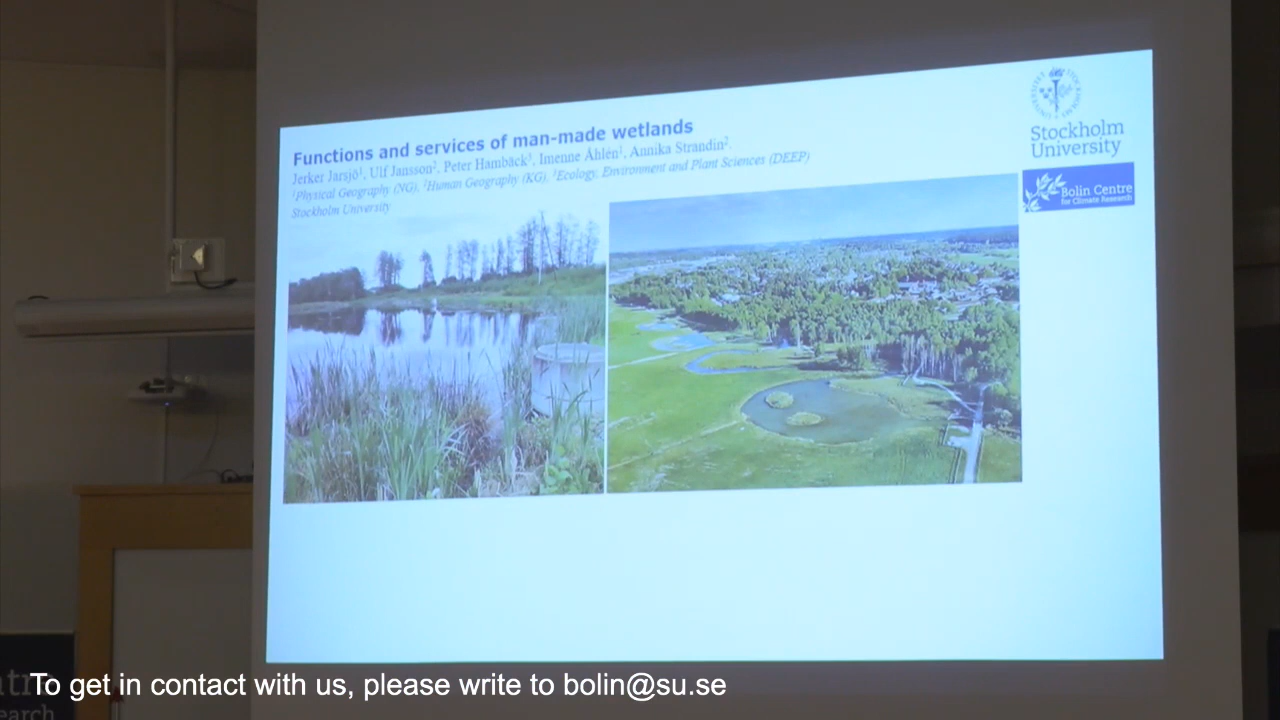 Functions and services of man-made wetlands
Jerker Jarsjö¹, Ulf Jansson², Peter Hambäck³, Imenne Åhlén¹, Annika Strandin².
¹Physical Geography (NG), ²Human Geography (KG), ³Ecology, Environment and Plant Sciences (DEEP)
Stockholm University
Stockholm
University
Bolin Centre
for Climate Research
To get in contact with us, please write to bolin@su.se